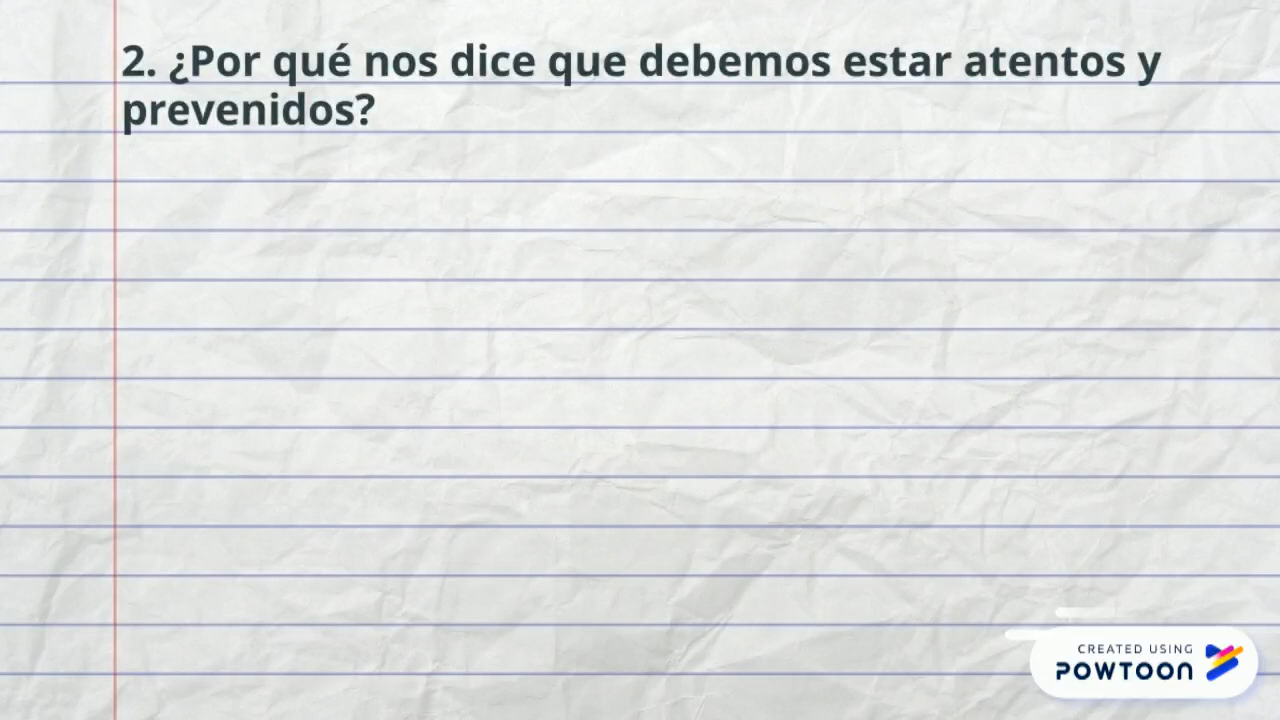 2. ¿Por qué nos dice que debemos estar atentos y
prevenidos?
CREATED USING
POWTOON